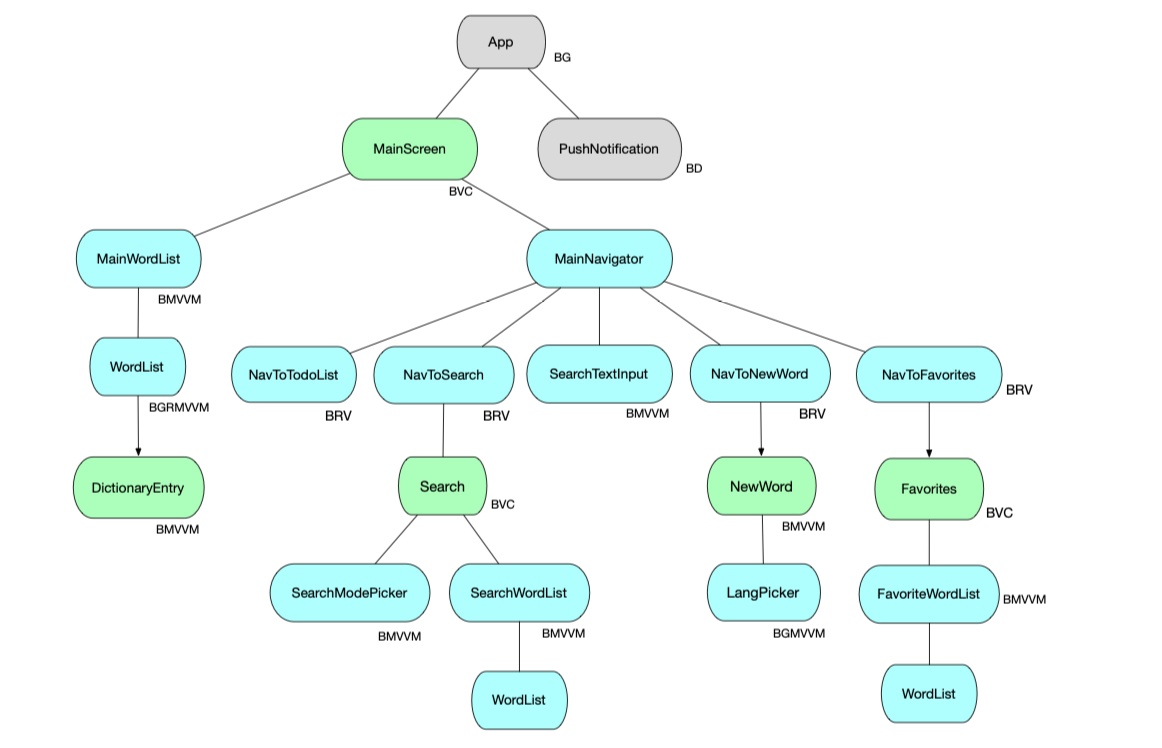 App
BG
MainScreen
PushNotification
BD
BVC
MainWordList
MainNavigator
BMVVM
WordList
NavToTodoList
NavToSearch
SearchTextInput
NavToNewWord
NavToFavorites
BRV
BGRMVVM
BRV
BRV
BMVVM
BRV
DictionaryEntry
Search
NewWord
Favorites
BVC
BVC
BMVVM
BMVVM
SearchModePicker
SearchWordList
LangPicker
FavoriteWordList
BMVVM
BMVVM
BMVVM
BGMVVM
WordList
WordList